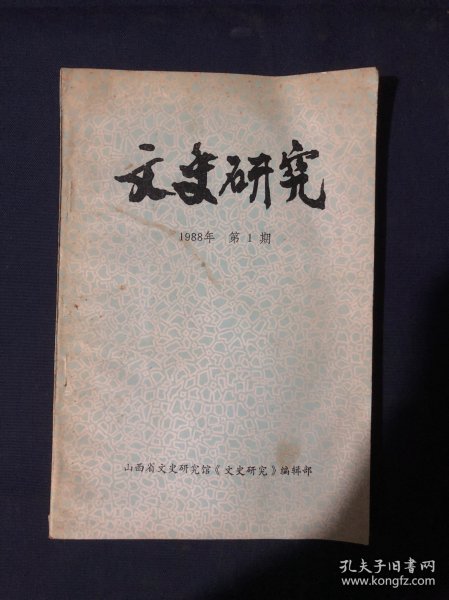 文史研究
1988年 第1期
山西省文史研究馆《文史研究》编辑部
孔夫子旧书网
www.kongfz.com